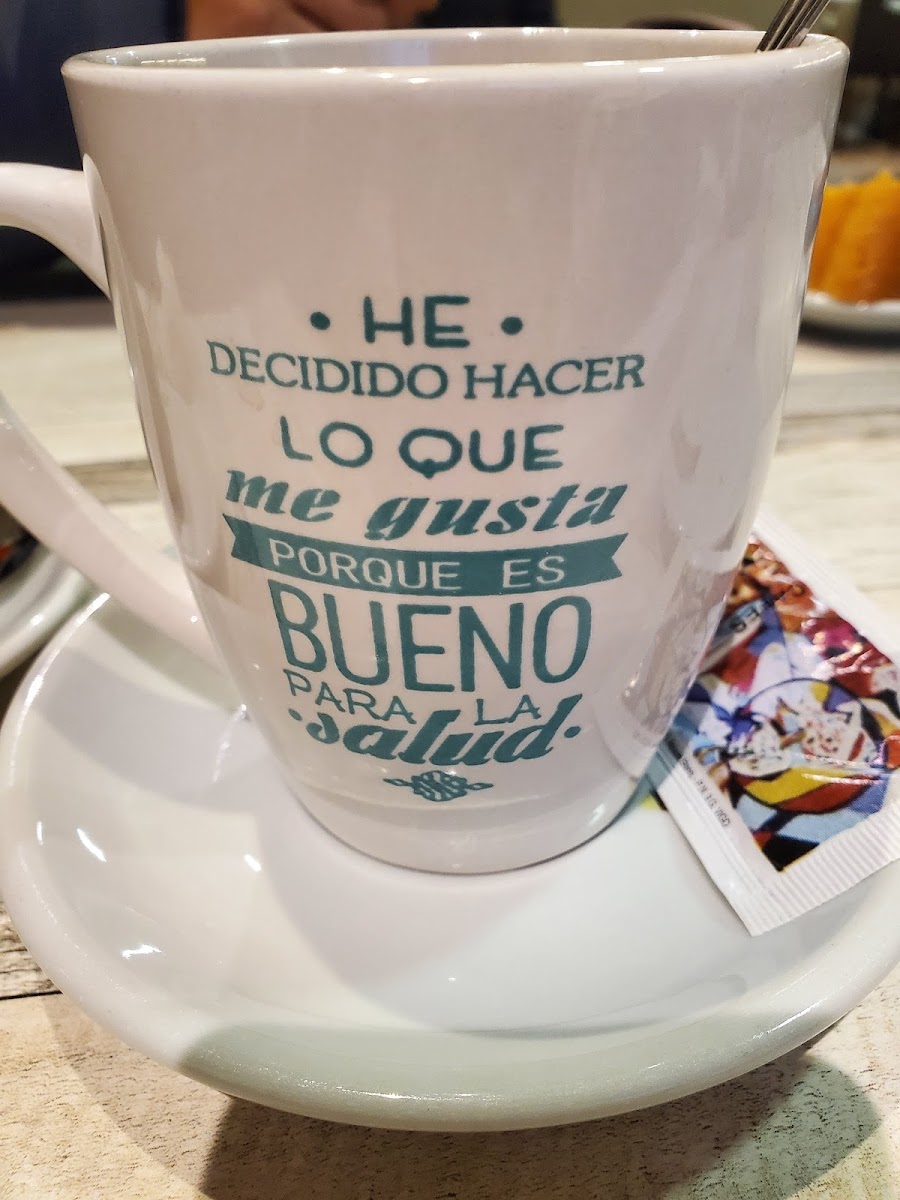 • HE •
DECIDIDO HACER
LO QUE
me gusta
PORQUE ES
BUENO
PARA LA
•salud•